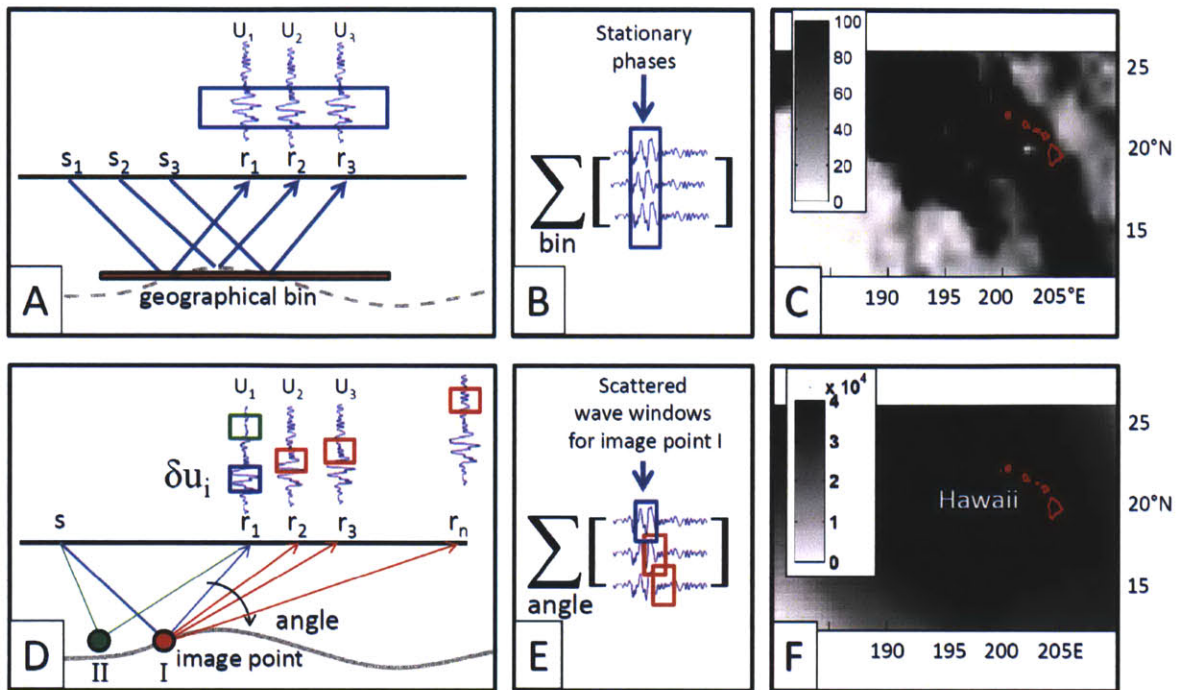 U1 U2 U3
s1 s2 s3 r1 r2 r3
geographical bin
A
Stationary
phases
∑ [ ]
bin
B
100
80
60
40
20
0
25
20°N
15
190 195 200 205°E
C
U1 U2 U3
δui
s r1 r2 r3 rn
angle
II I image point
D
Scattered
wave windows
for image point I
∑ [ ]
angle
E
x 10^4
4
3
2
1
0
Hawaii
25
20°N
15
190 195 200 205E
F